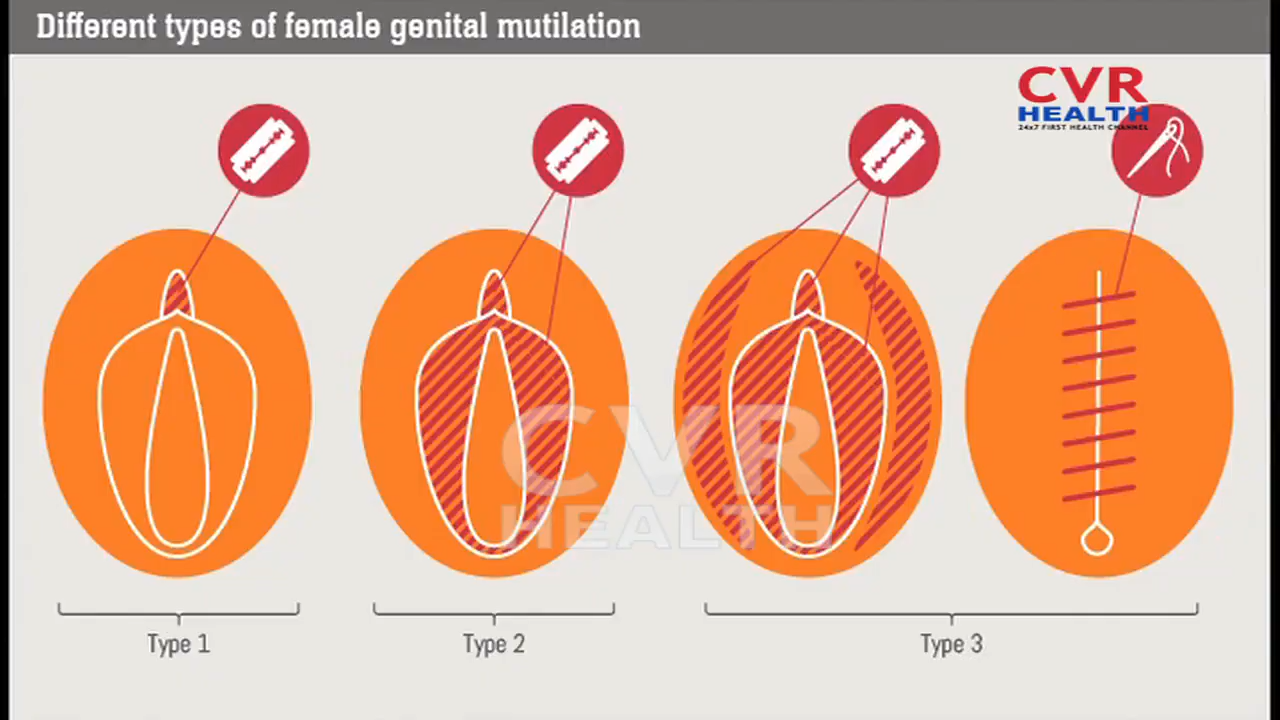 Different types of female genital mutilation
CVR
HEALTH
24x7 FIRST HEALTH CHANNEL
CVR
HEALTH
Type 1
Type 2
Type 3